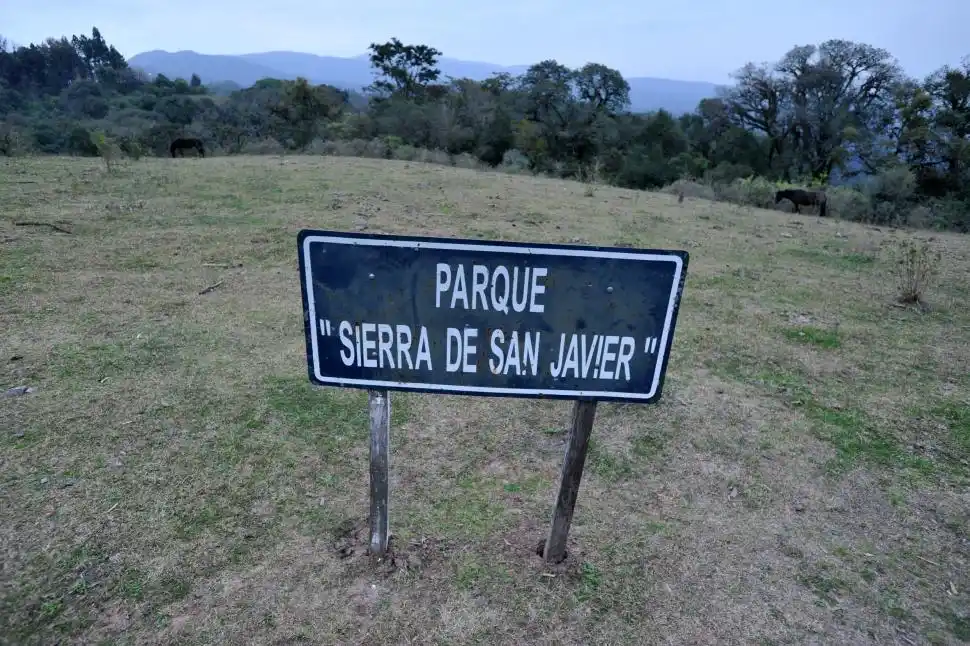 PARQUE
" SIERRA DE SAN JAVIER "